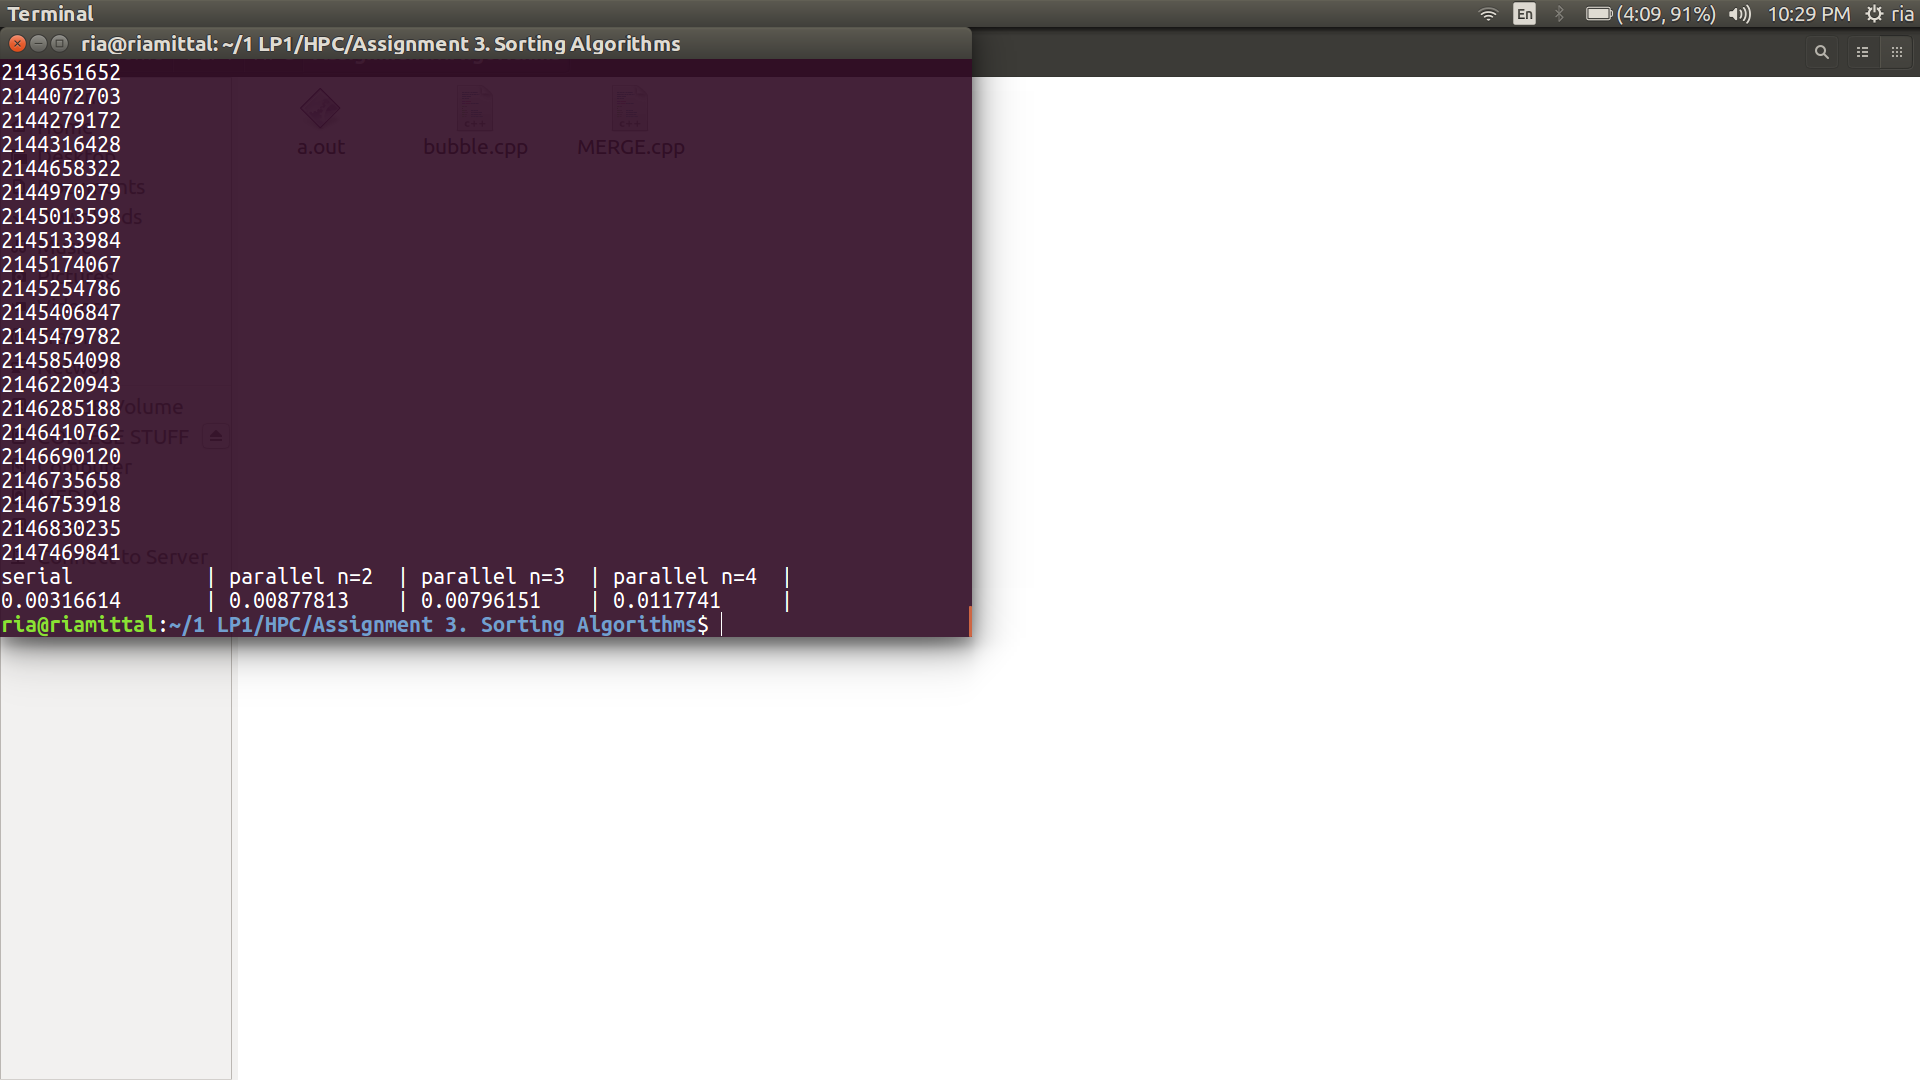 Terminal
En (4:09, 91%) 10:29 PM ria
ria@riamittal: ~/1 LP1/HPC/Assignment 3. Sorting Algorithms
2143651652
2144072703
2144279172
2144316428
2144658322
2144970279
2145013598
2145133984
2145174067
2145254786
2145406847
2145479782
2145854098
2146220943
2146285188
2146410762
2146690120
2146735658
2146753918
2146830235
2147469841
serial | parallel n=2 | parallel n=3 | parallel n=4 |
0.00316614 | 0.00877813 | 0.00796151 | 0.0117741 |
ria@riamittal:~/1 LP1/HPC/Assignment 3. Sorting Algorithms$
a.out bubble.cpp MERGE.cpp
STUFF
to Server